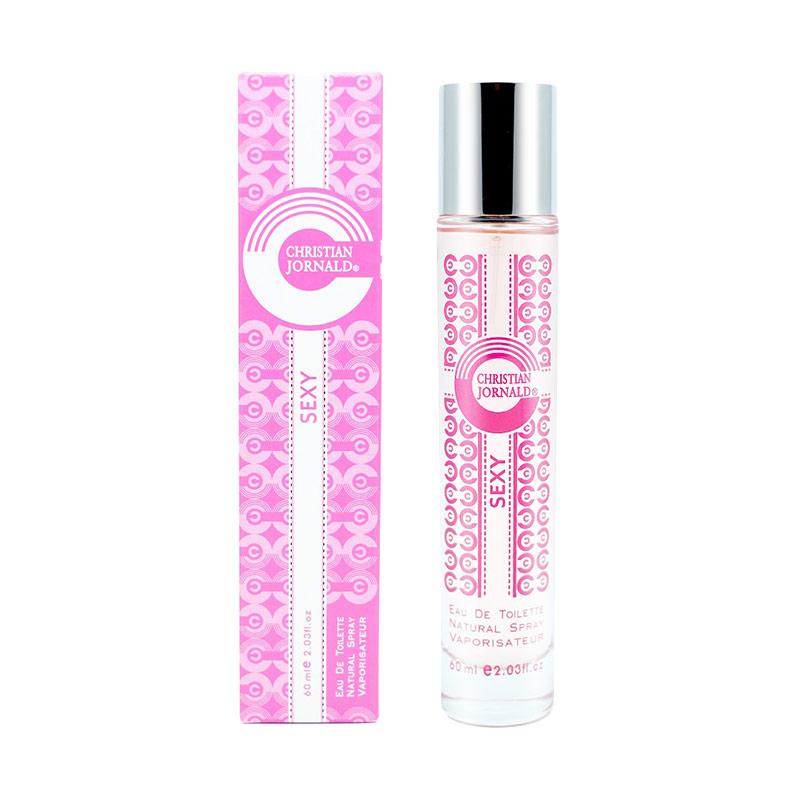 CHRISTIAN
JORNALD®
SEXY
60 ml e 2.03fl.oz
EAU DE TOILETTE
NATURAL SPRAY
VAPORISATEUR
CHRISTIAN
JORNALD®
SEXY
EAU DE TOILETTE
NATURAL SPRAY
VAPORISATEUR
60 ml e 2.03fl.oz